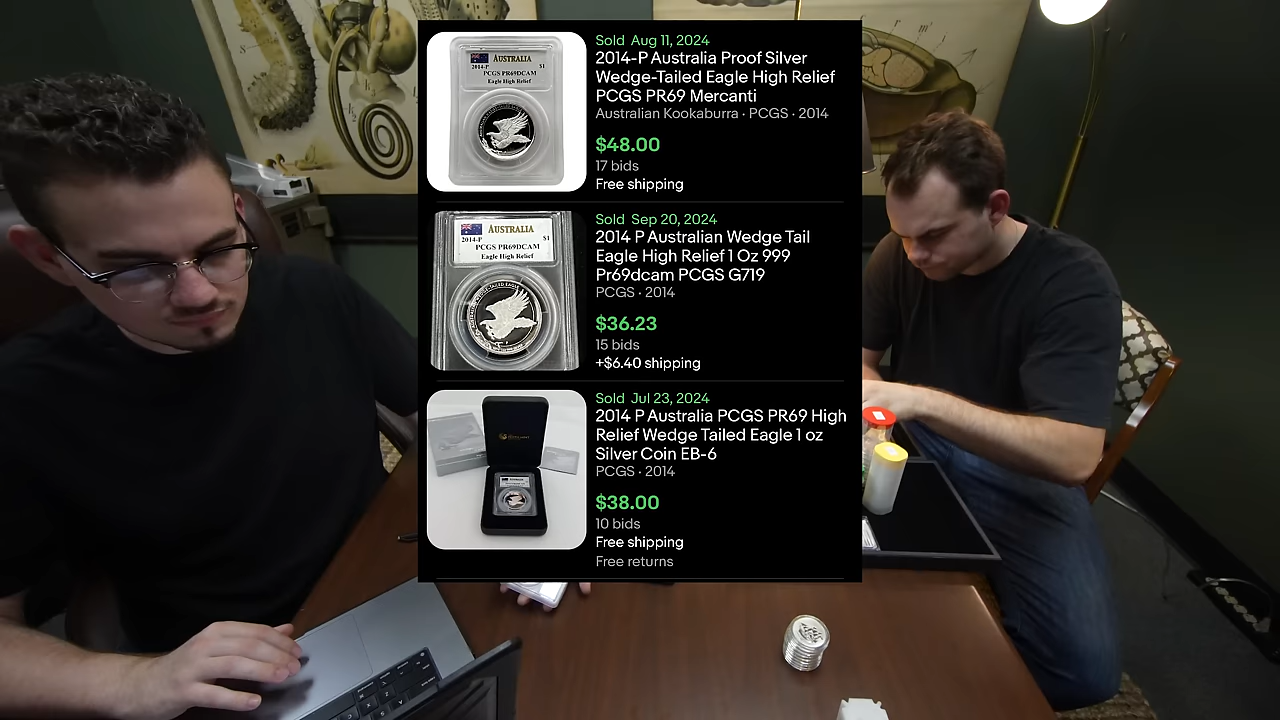 AUSTRALIA
2014-P $1
PCGS PR69DCAM
Eagle High Relief
Sold Aug 11, 2024
2014-P Australia Proof Silver
Wedge-Tailed Eagle High Relief
PCGS PR69 Mercanti
Australian Kookaburra · PCGS · 2014
$48.00
17 bids
Free shipping
AUSTRALIA
2014-P $1
PCGS PR69DCAM
Eagle High Relief
Sold Sep 20, 2024
2014 P Australian Wedge Tail
Eagle High Relief 1 Oz 999
Pr69dcam PCGS G719
PCGS · 2014
$36.23
15 bids
+$6.40 shipping
Sold Jul 23, 2024
2014 P Australia PCGS PR69 High
Relief Wedge Tailed Eagle 1 oz
Silver Coin EB-6
PCGS · 2014
$38.00
10 bids
Free shipping
Free returns